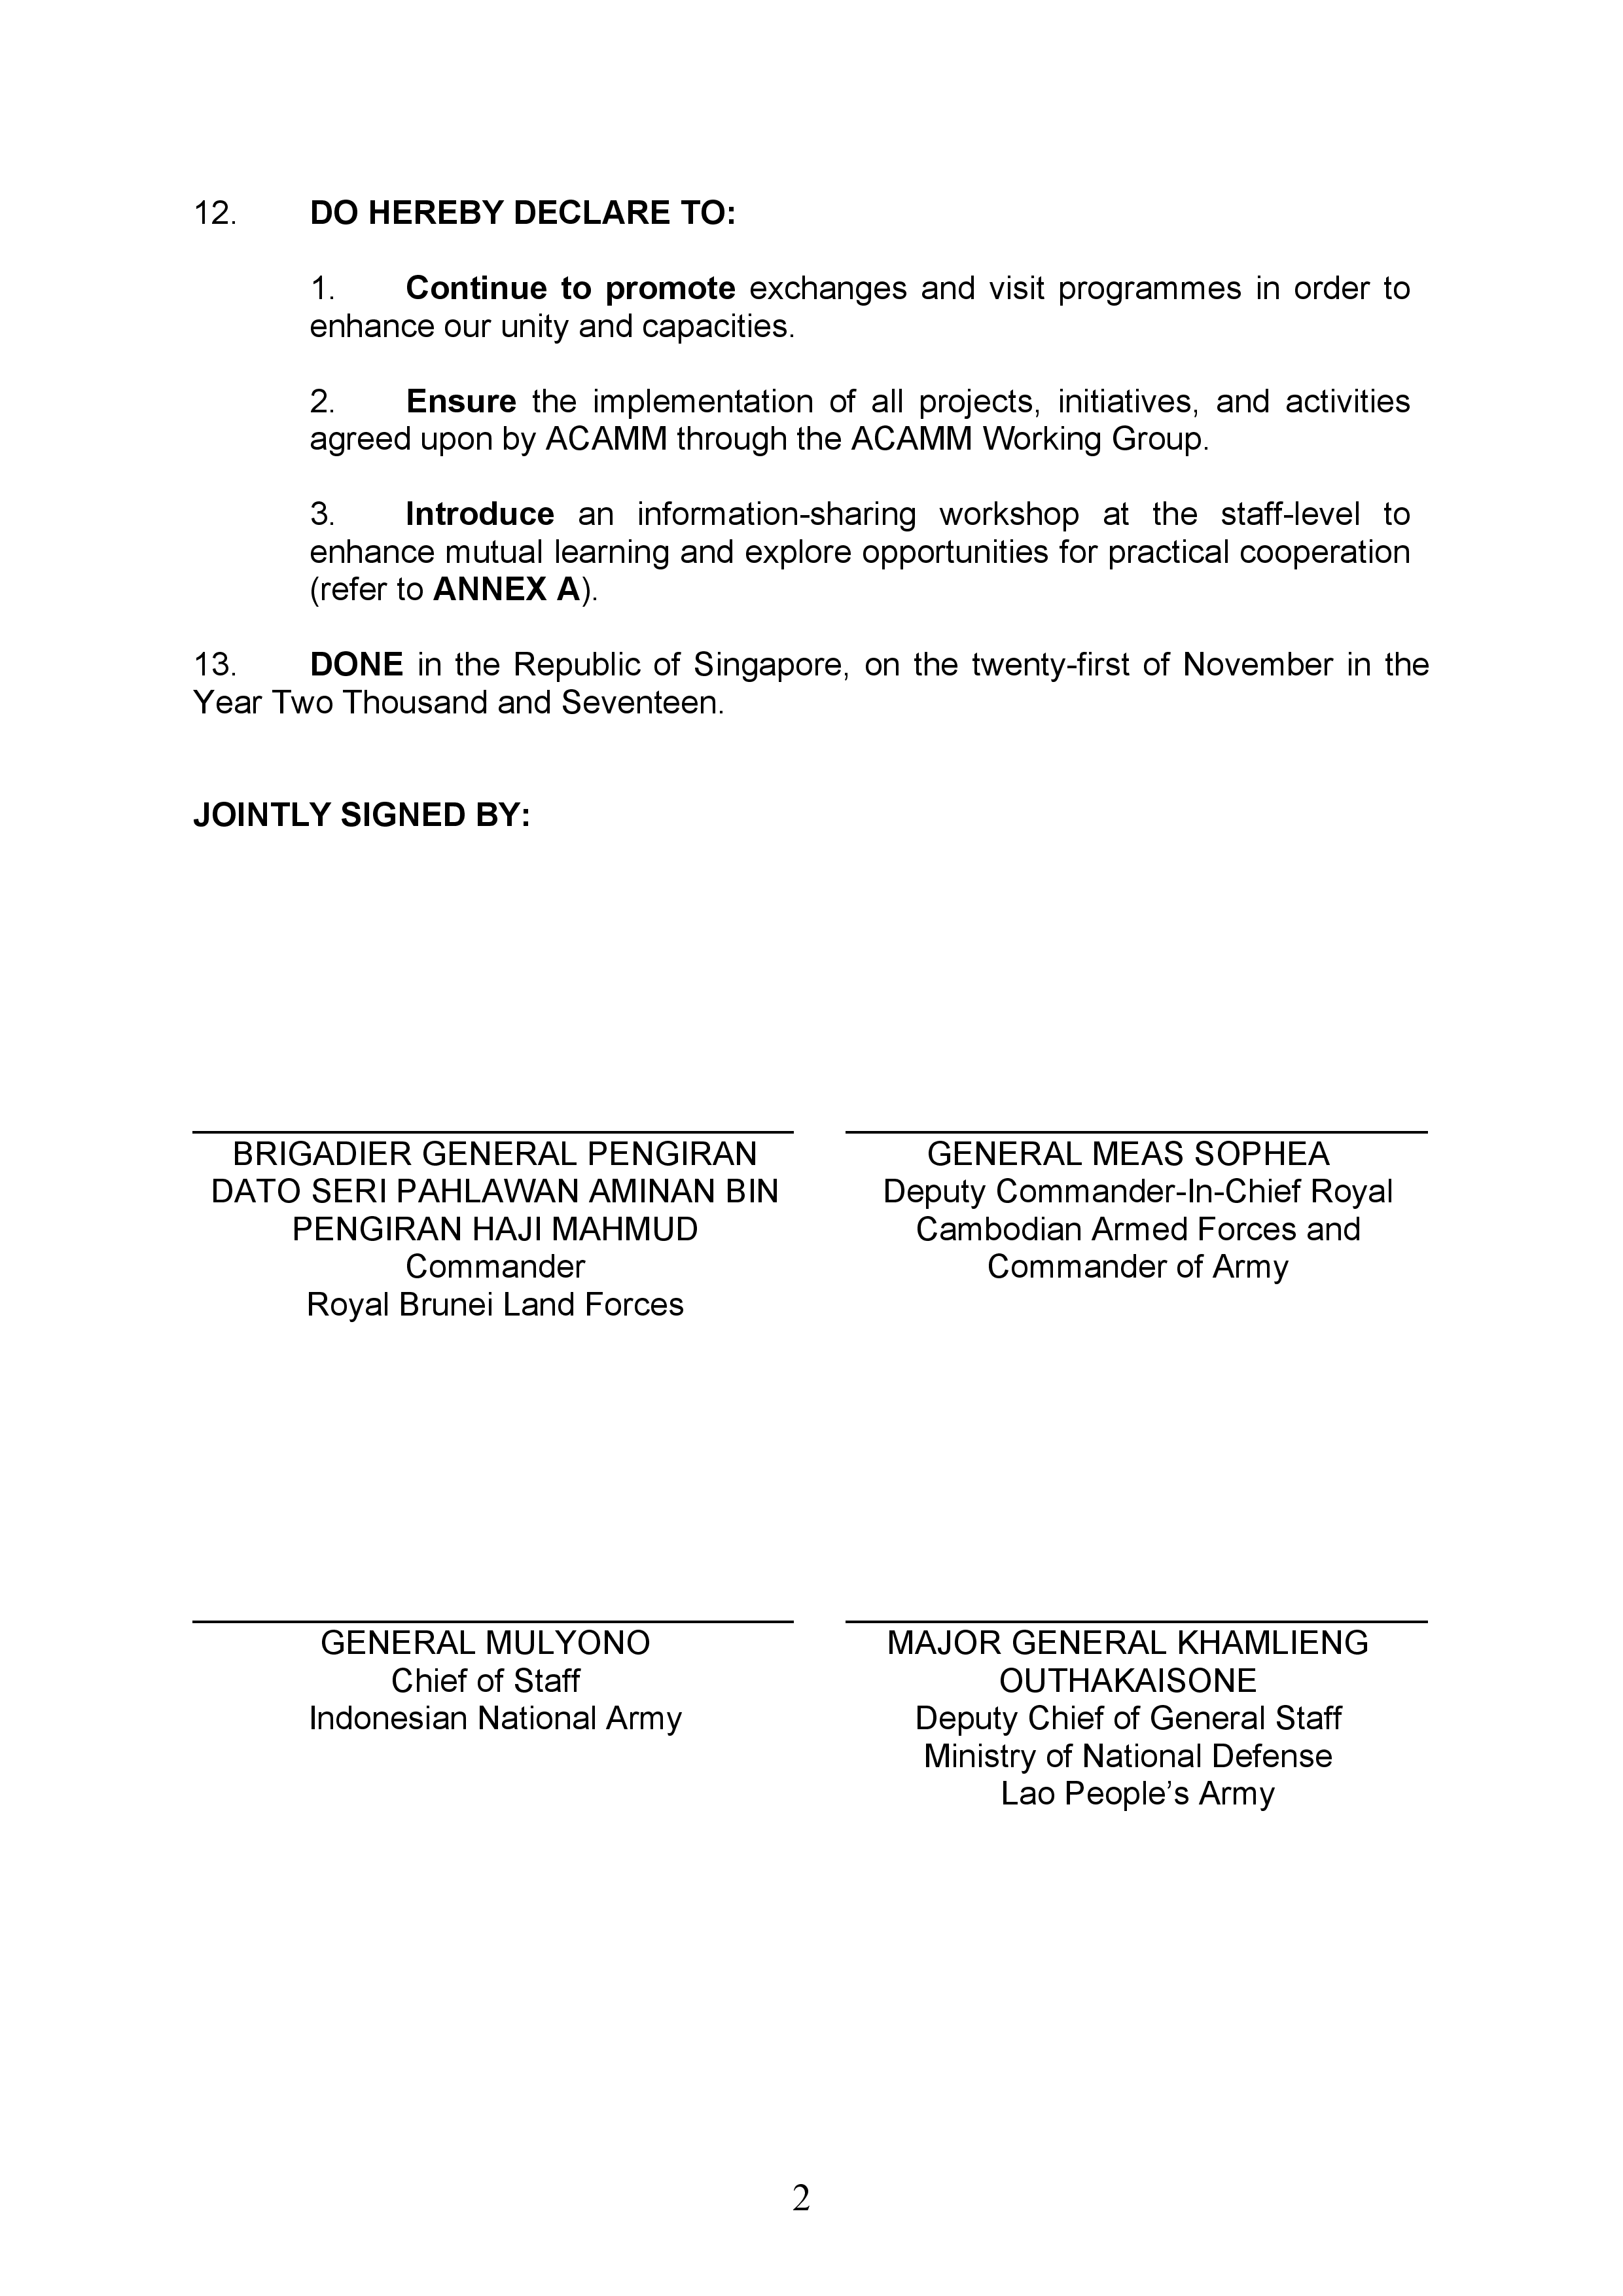 12. DO HEREBY DECLARE TO:
1. Continue to promote exchanges and visit programmes in order to
enhance our unity and capacities.
2. Ensure the implementation of all projects, initiatives, and activities
agreed upon by ACAMM through the ACAMM Working Group.
3. Introduce an information-sharing workshop at the staff-level to
enhance mutual learning and explore opportunities for practical cooperation
(refer to ANNEX A).
13. DONE in the Republic of Singapore, on the twenty-first of November in the
Year Two Thousand and Seventeen.
JOINTLY SIGNED BY:
BRIGADIER GENERAL PENGIRAN
DATO SERI PAHLAWAN AMINAN BIN
PENGIRAN HAJI MAHMUD
Commander
Royal Brunei Land Forces
GENERAL MEAS SOPHEA
Deputy Commander-In-Chief Royal
Cambodian Armed Forces and
Commander of Army
GENERAL MULYONO
Chief of Staff
Indonesian National Army
MAJOR GENERAL KHAMLIENG
OUTHAKAISONE
Deputy Chief of General Staff
Ministry of National Defense
Lao People’s Army
2